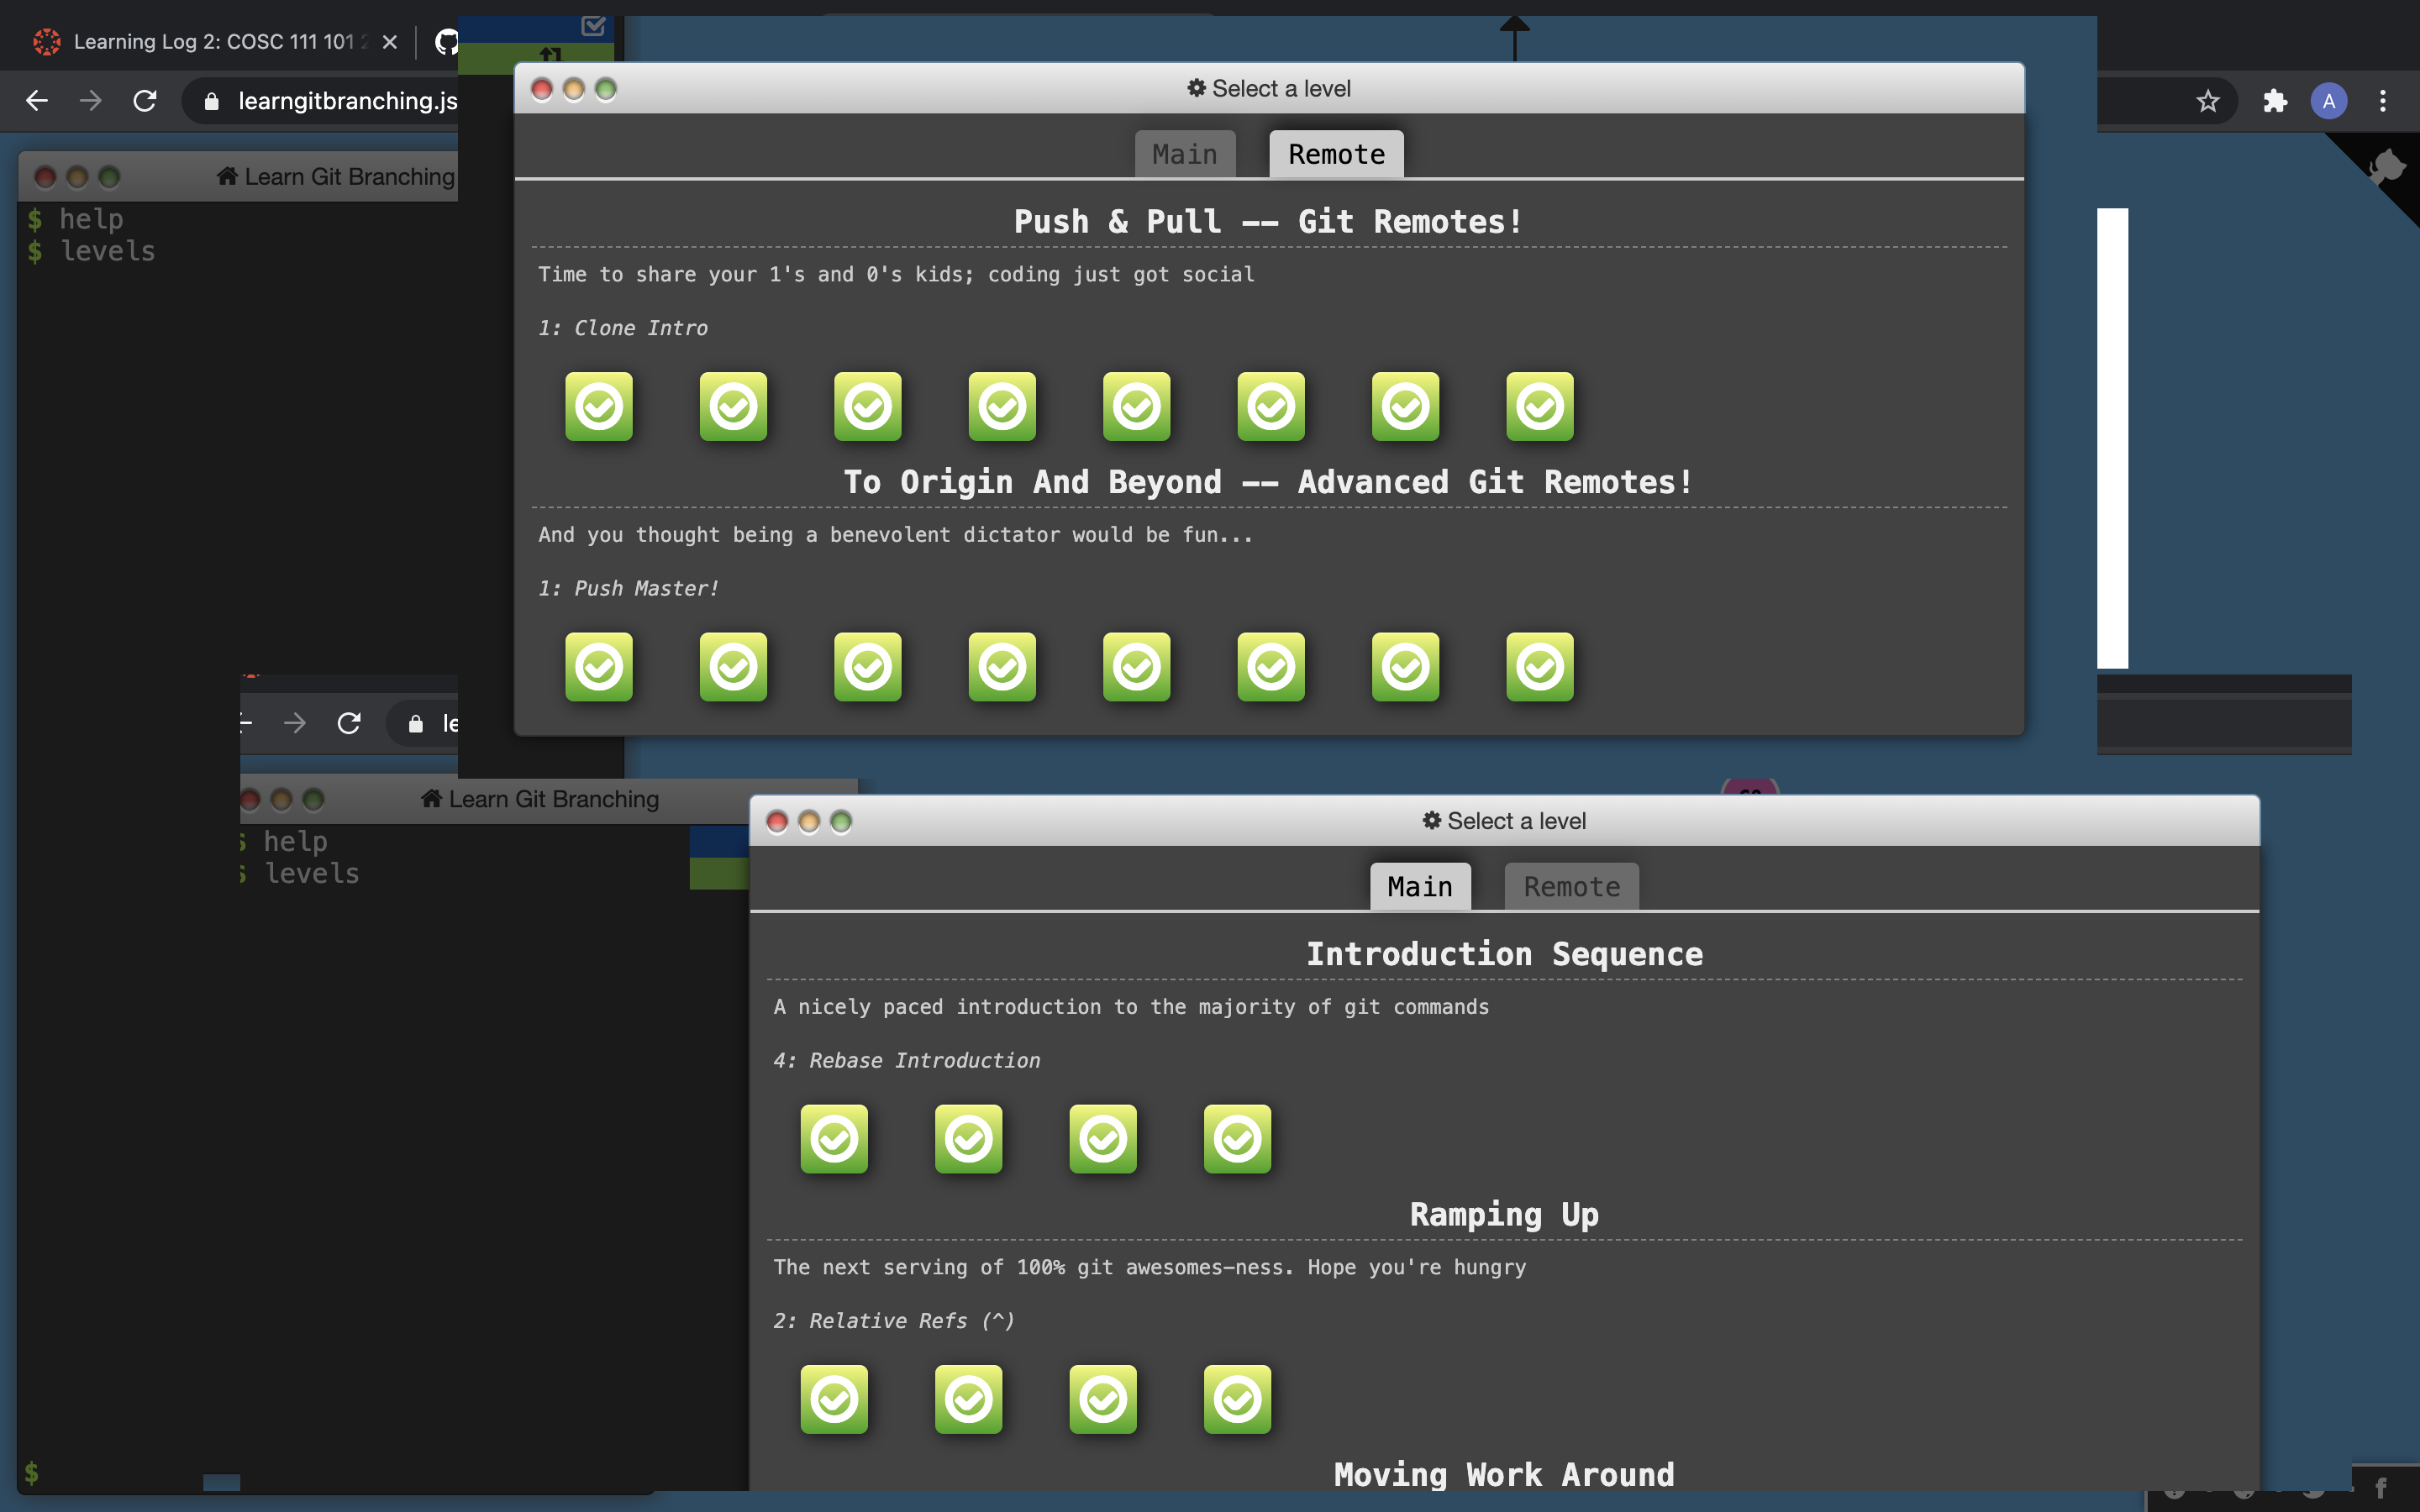 Learning Log 2: COSC 111 101 2
learngitbranching.js
A
Learn Git Branching
$ help
$ levels
Select a level
Main
Remote
Push & Pull -- Git Remotes!
Time to share your 1's and 0's kids; coding just got social
1: Clone Intro
To Origin And Beyond -- Advanced Git Remotes!
And you thought being a benevolent dictator would be fun...
1: Push Master!
le
Learn Git Branching
$ help
$ levels
Select a level
Main
Remote
Introduction Sequence
A nicely paced introduction to the majority of git commands
4: Rebase Introduction
Ramping Up
The next serving of 100% git awesomes-ness. Hope you're hungry
2: Relative Refs (^)
Moving Work Around
$